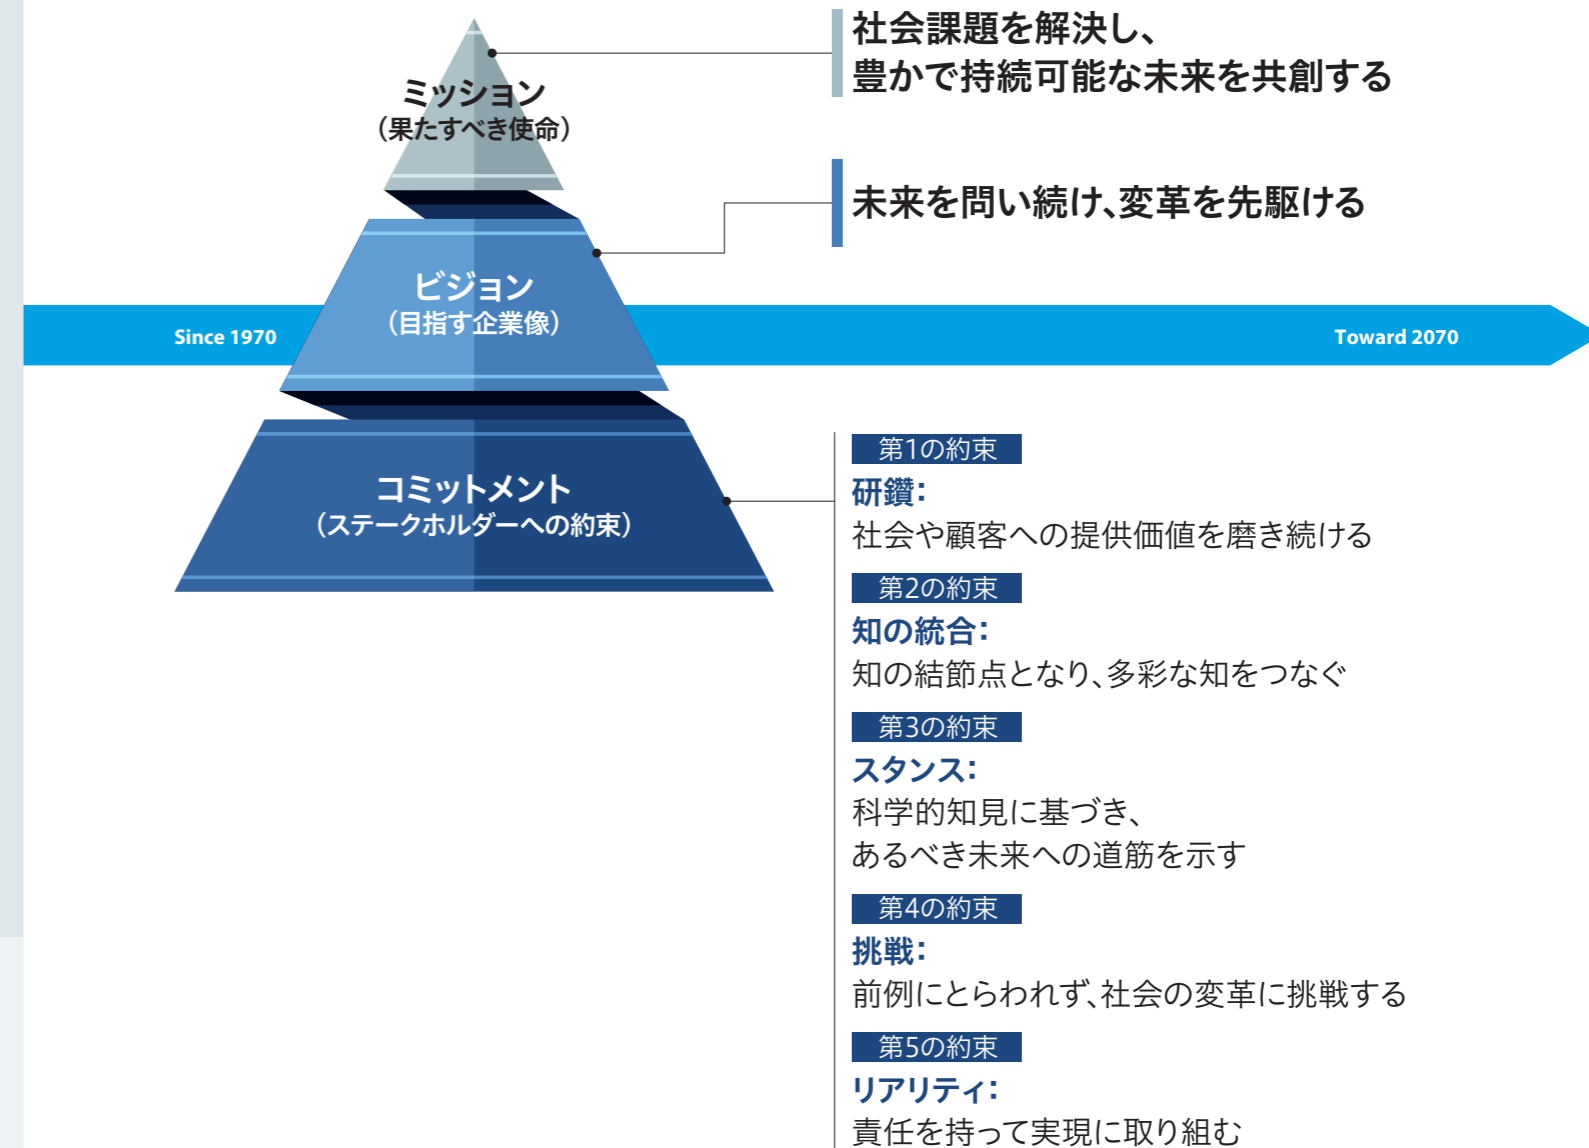 社会課題を解決し、
豊かで持続可能な未来を共創する
ミッション
（果たすべき使命）
未来を問い続け、変革を先駆ける
ビジョン
（目指す企業像）
Since 1970
Toward 2070
コミットメント
（ステークホルダーへの約束）
第1の約束
研鑽：
社会や顧客への提供価値を磨き続ける
第2の約束
知の統合：
知の結節点となり、多彩な知をつなぐ
第3の約束
スタンス：
科学的知見に基づき、
あるべき未来への道筋を示す
第4の約束
挑戦：
前例にとらわれず、社会の変革に挑戦する
第5の約束
リアリティ：
責任を持って実現に取り組む